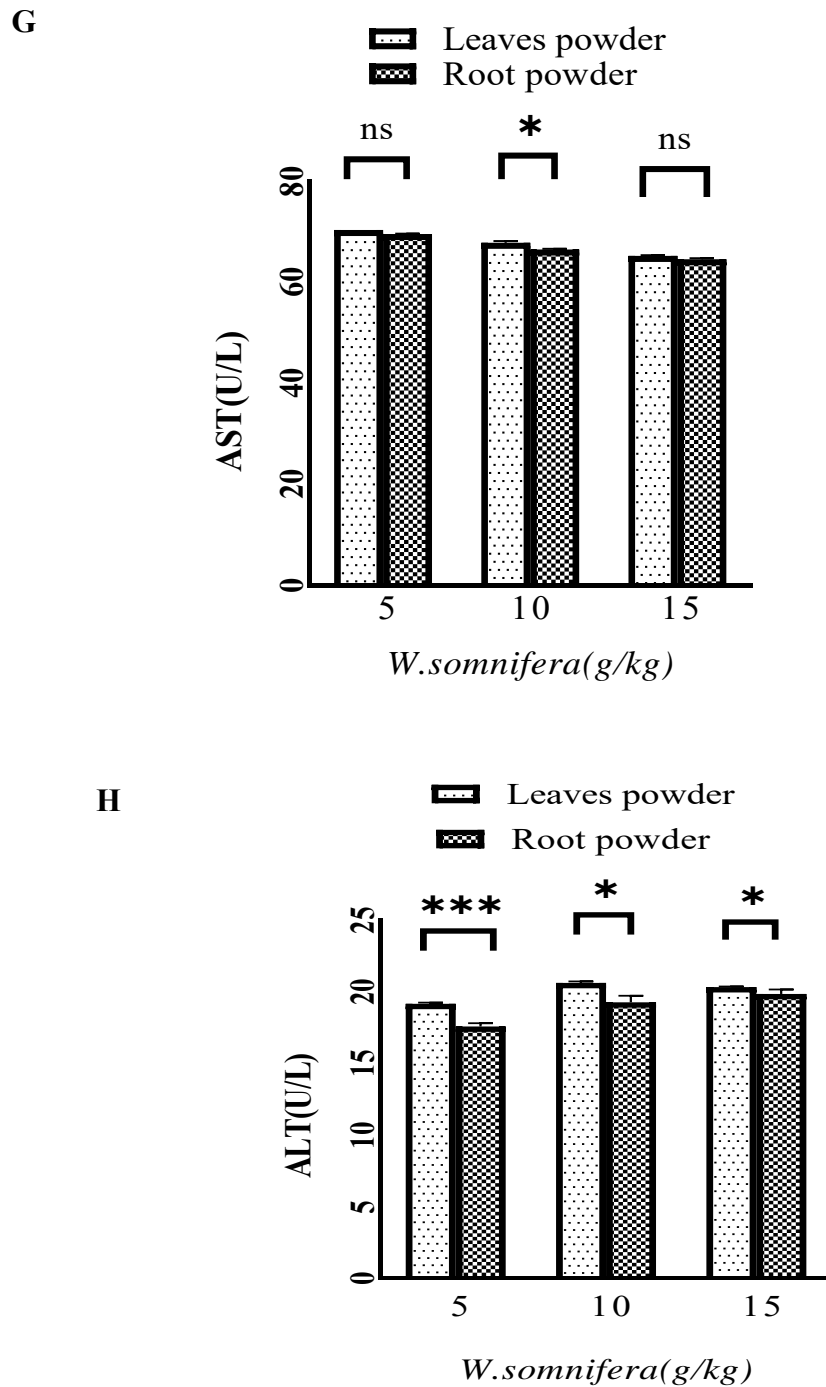 G
Leaves powder
Root powder
ns
*
ns
80
60
40
20
0
AST(U/L)
5 10 15
W.somnifera(g/kg)
H
Leaves powder
Root powder
***
*
*
25
20
15
10
5
0
ALT(U/L)
5 10 15
W.somnifera(g/kg)